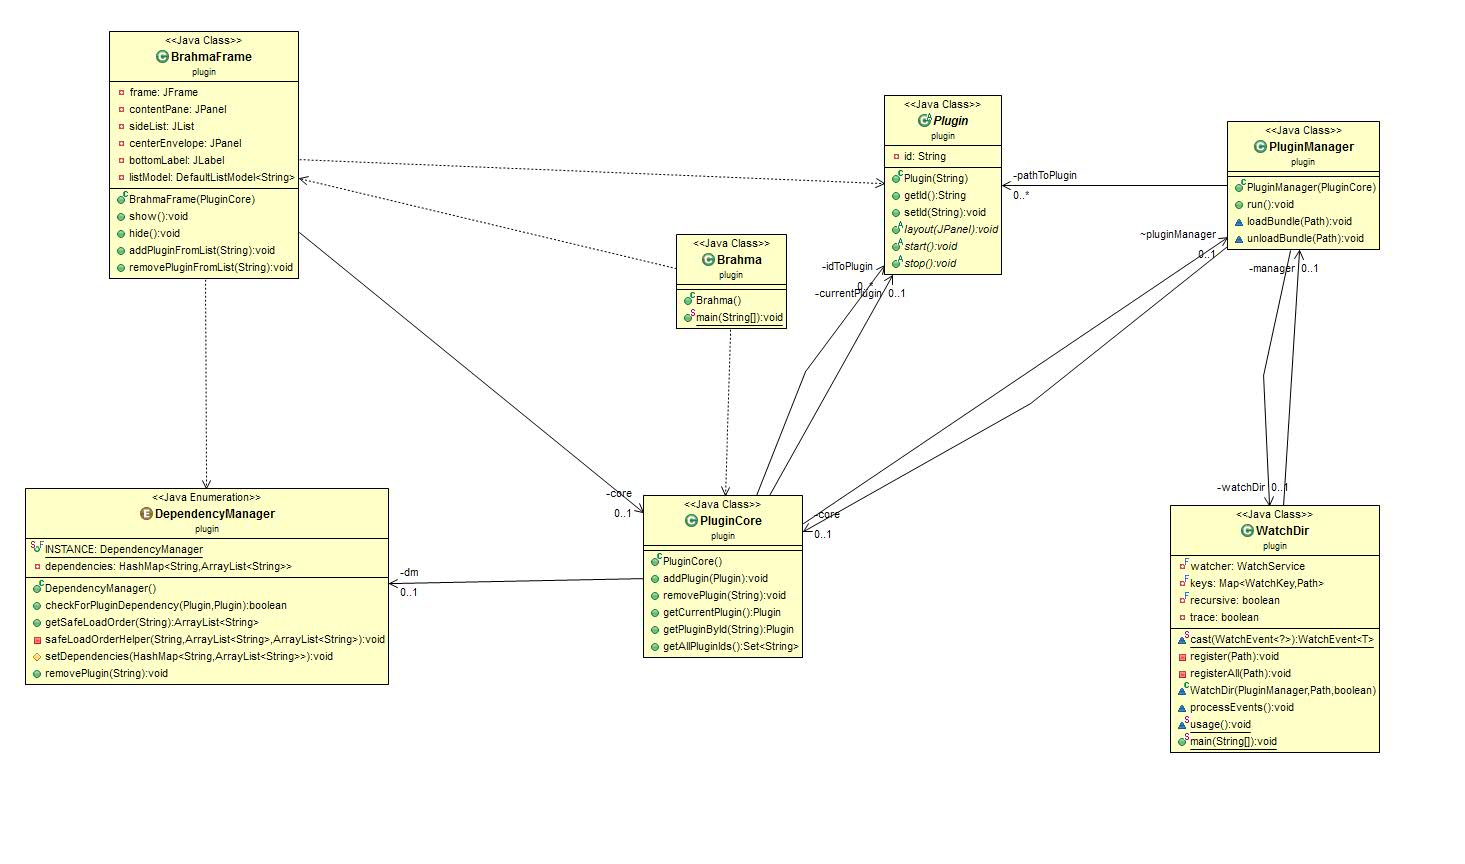 <<Java Class>>
BrahmaFrame
plugin
frame: JFrame
contentPane: JPanel
sideList: JList
centerEnvelope: JPanel
bottomLabel: JLabel
listModel: DefaultListModel<String>
BrahmaFrame(PluginCore)
show():void
hide():void
addPluginFromList(String):void
removePluginFromList(String):void
<<Java Class>>
Plugin
plugin
id: String
Plugin(String)
getId():String
setId(String):void
layout(JPanel):void
start():void
stop():void
<<Java Class>>
PluginManager
plugin
PluginManager(PluginCore)
run():void
loadBundle(Path):void
unloadBundle(Path):void
-pathToPlugin
0..*
<<Java Class>>
Brahma
plugin
Brahma()
main(String[]):void
~pluginManager
0..1
-idToPlugin
0..*
-currentPlugin
0..1
-manager
0..1
-core
0..1
-core
0..1
-watchDir
0..1
<<Java Enumeration>>
DependencyManager
plugin
INSTANCE: DependencyManager
dependencies: HashMap<String,ArrayList<String>>
DependencyManager()
checkForPluginDependency(Plugin,Plugin):boolean
getSafeLoadOrder(String):ArrayList<String>
safeLoadOrderHelper(String,ArrayList<String>,ArrayList<String>):void
setDependencies(HashMap<String,ArrayList<String>>):void
removePlugin(String):void
-dm
0..1
<<Java Class>>
PluginCore
plugin
PluginCore()
addPlugin(Plugin):void
removePlugin(String):void
getCurrentPlugin():Plugin
getPluginById(String):Plugin
getAllPluginIds():Set<String>
<<Java Class>>
WatchDir
plugin
watcher: WatchService
keys: Map<WatchKey,Path>
recursive: boolean
trace: boolean
cast(WatchEvent<?>):WatchEvent<T>
register(Path):void
registerAll(Path):void
WatchDir(PluginManager,Path,boolean)
processEvents():void
usage():void
main(String[]):void